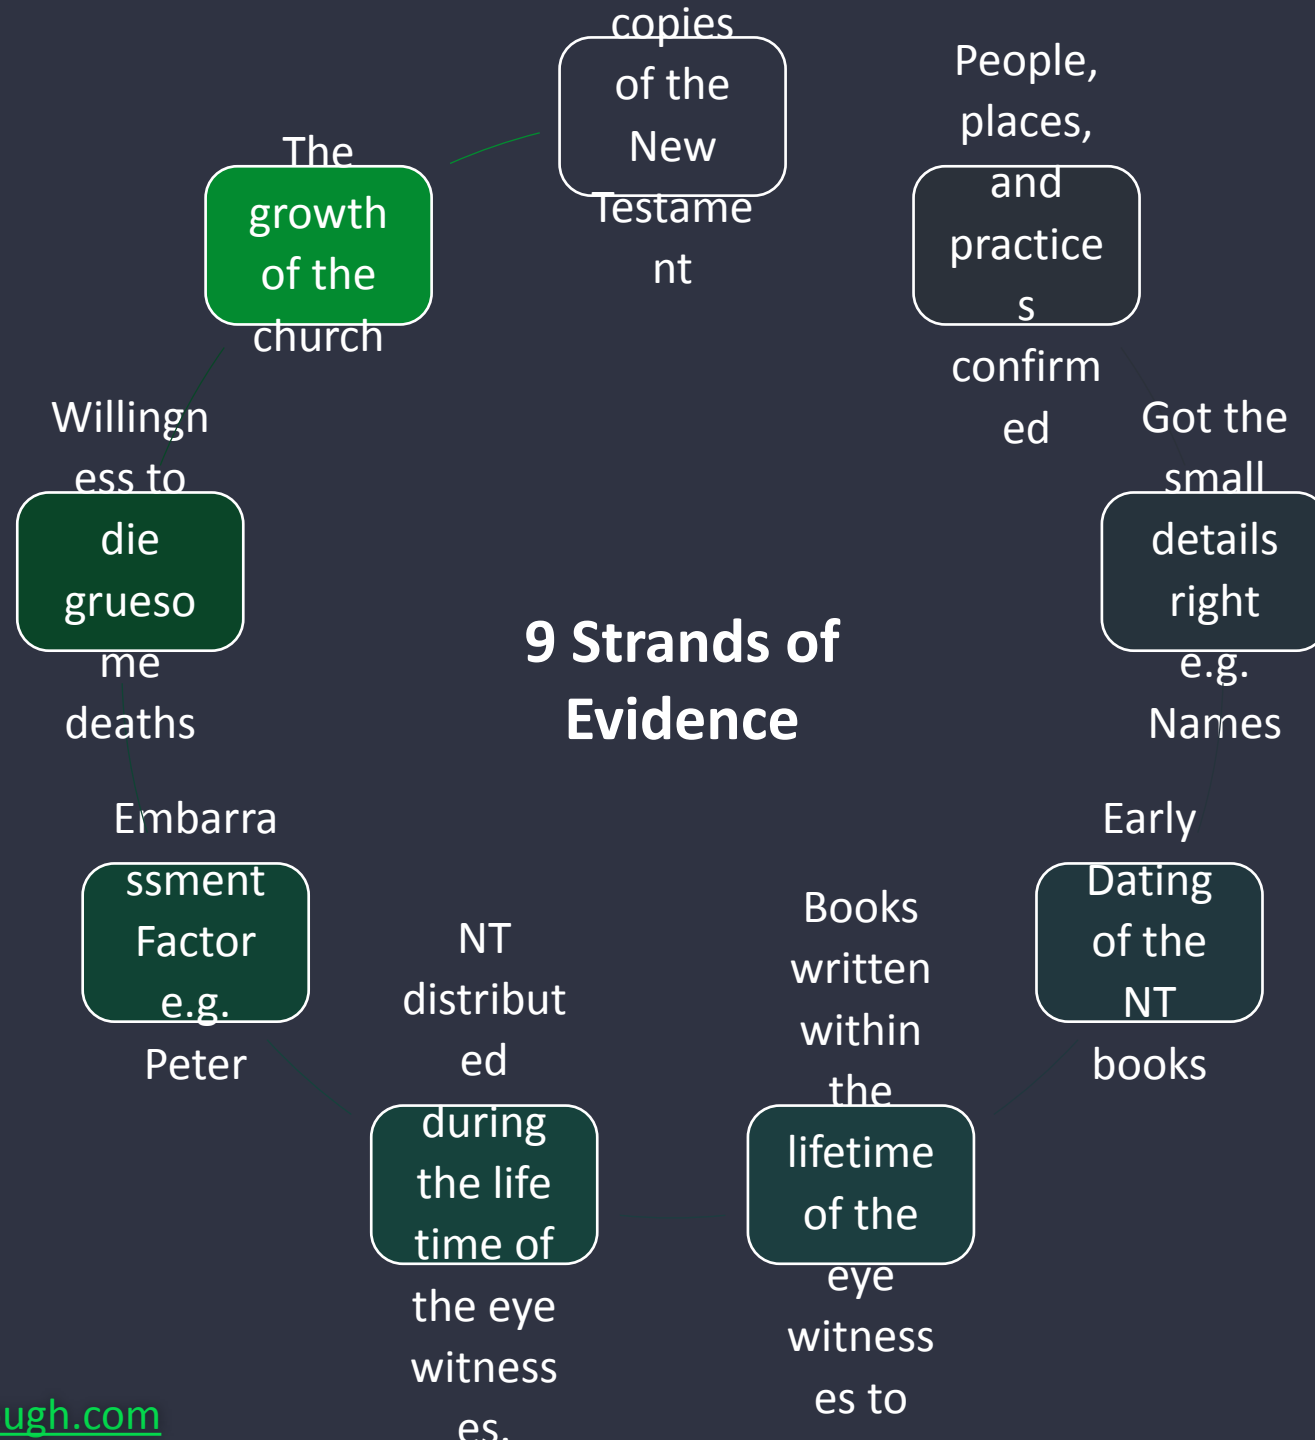 copies
of the
New
Testame
nt
People,
places,
and
practice
s
confirm
ed
Got the
small
details
right
e.g.
Names
Early
Dating
of the
NT
books
Books
written
within
the
lifetime
of the
eye
witness
es to
NT
distribut
ed
during
the life
time of
the eye
witness
es.
Embarra
ssment
Factor
e.g.
Peter
Willingn
ess to
die
grueso
me
deaths
The
growth
of the
church
9 Strands of
Evidence
ugh.com